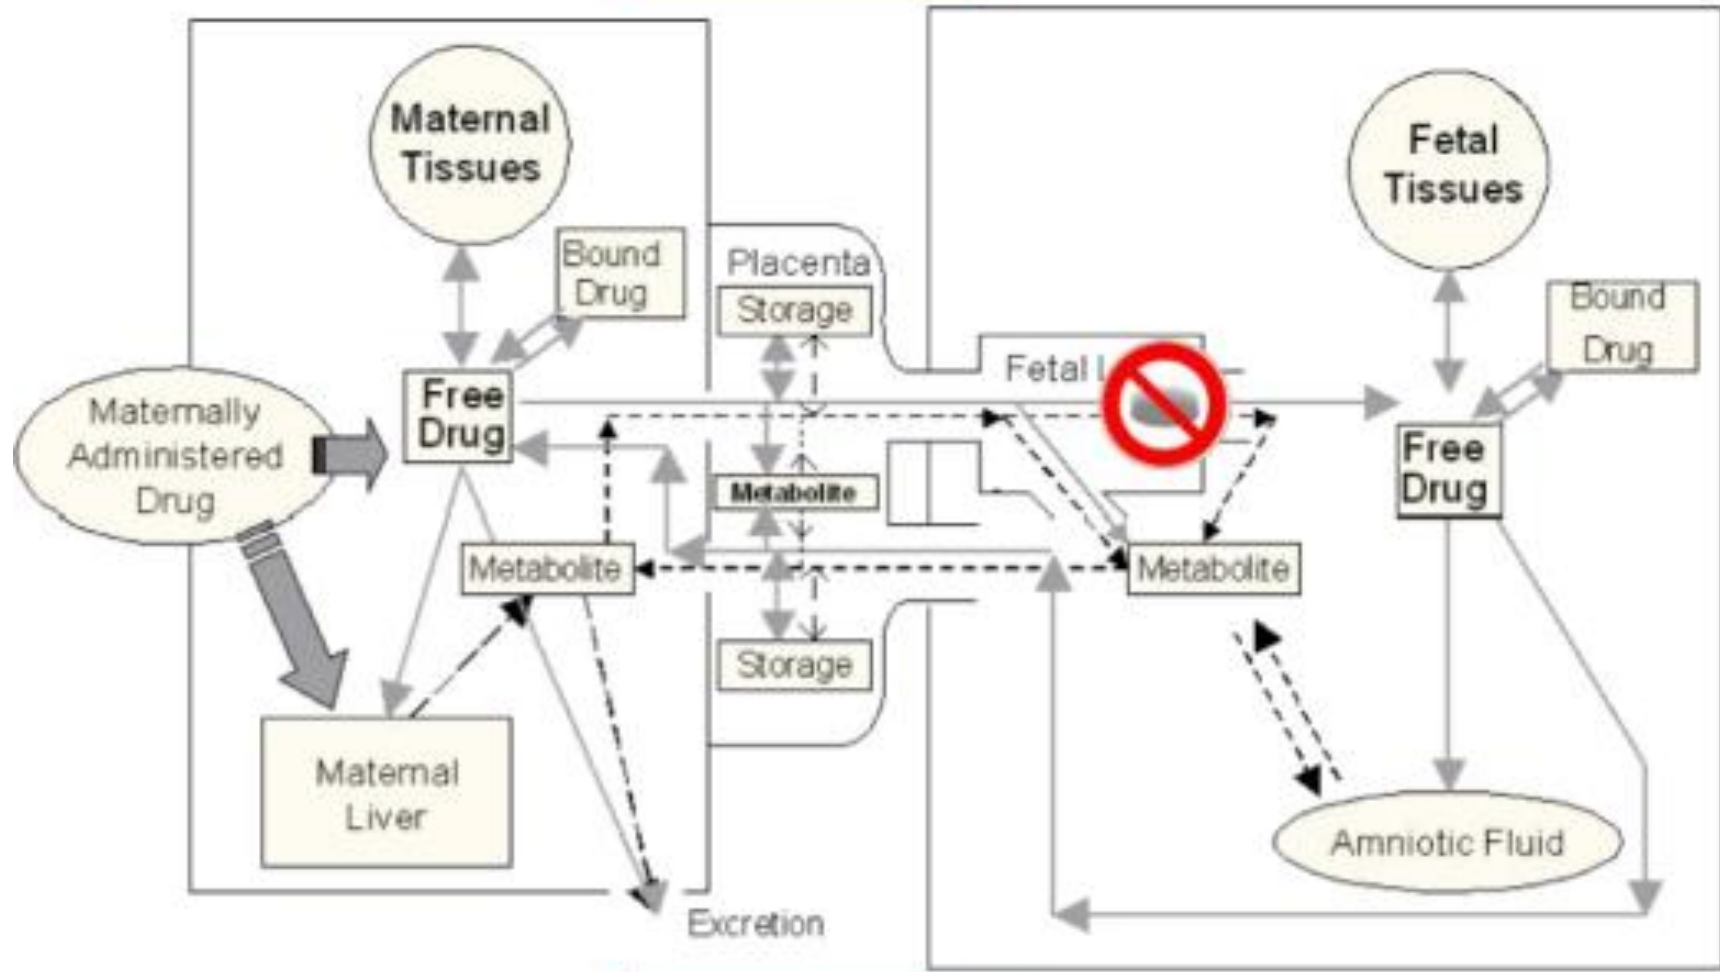 Maternal
Tissues
Bound
Drug
Free
Drug
Maternally
Administered
Drug
Metabolite
Maternal
Liver
Excretion
Placenta
Storage
Metabolite
Storage
Fetal
Metabolite
Fetal
Tissues
Bound
Drug
Free
Drug
Amniotic Fluid